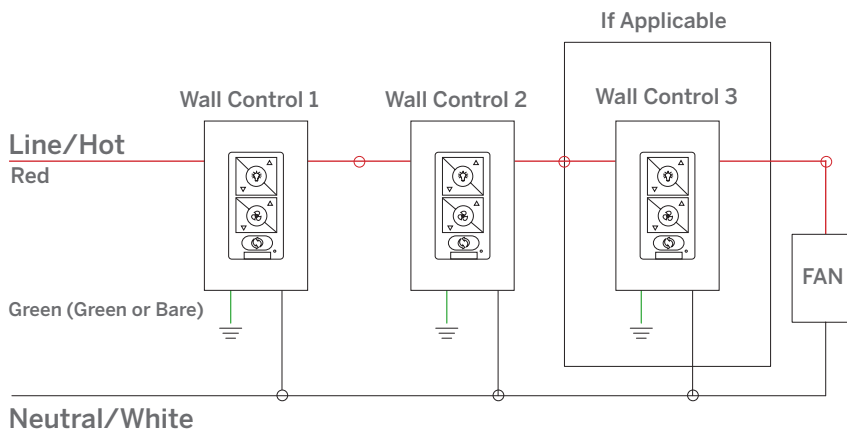 If Applicable
Wall Control 1
Wall Control 2
Wall Control 3
Line/Hot
Red
FAN
Green (Green or Bare)
Neutral/White